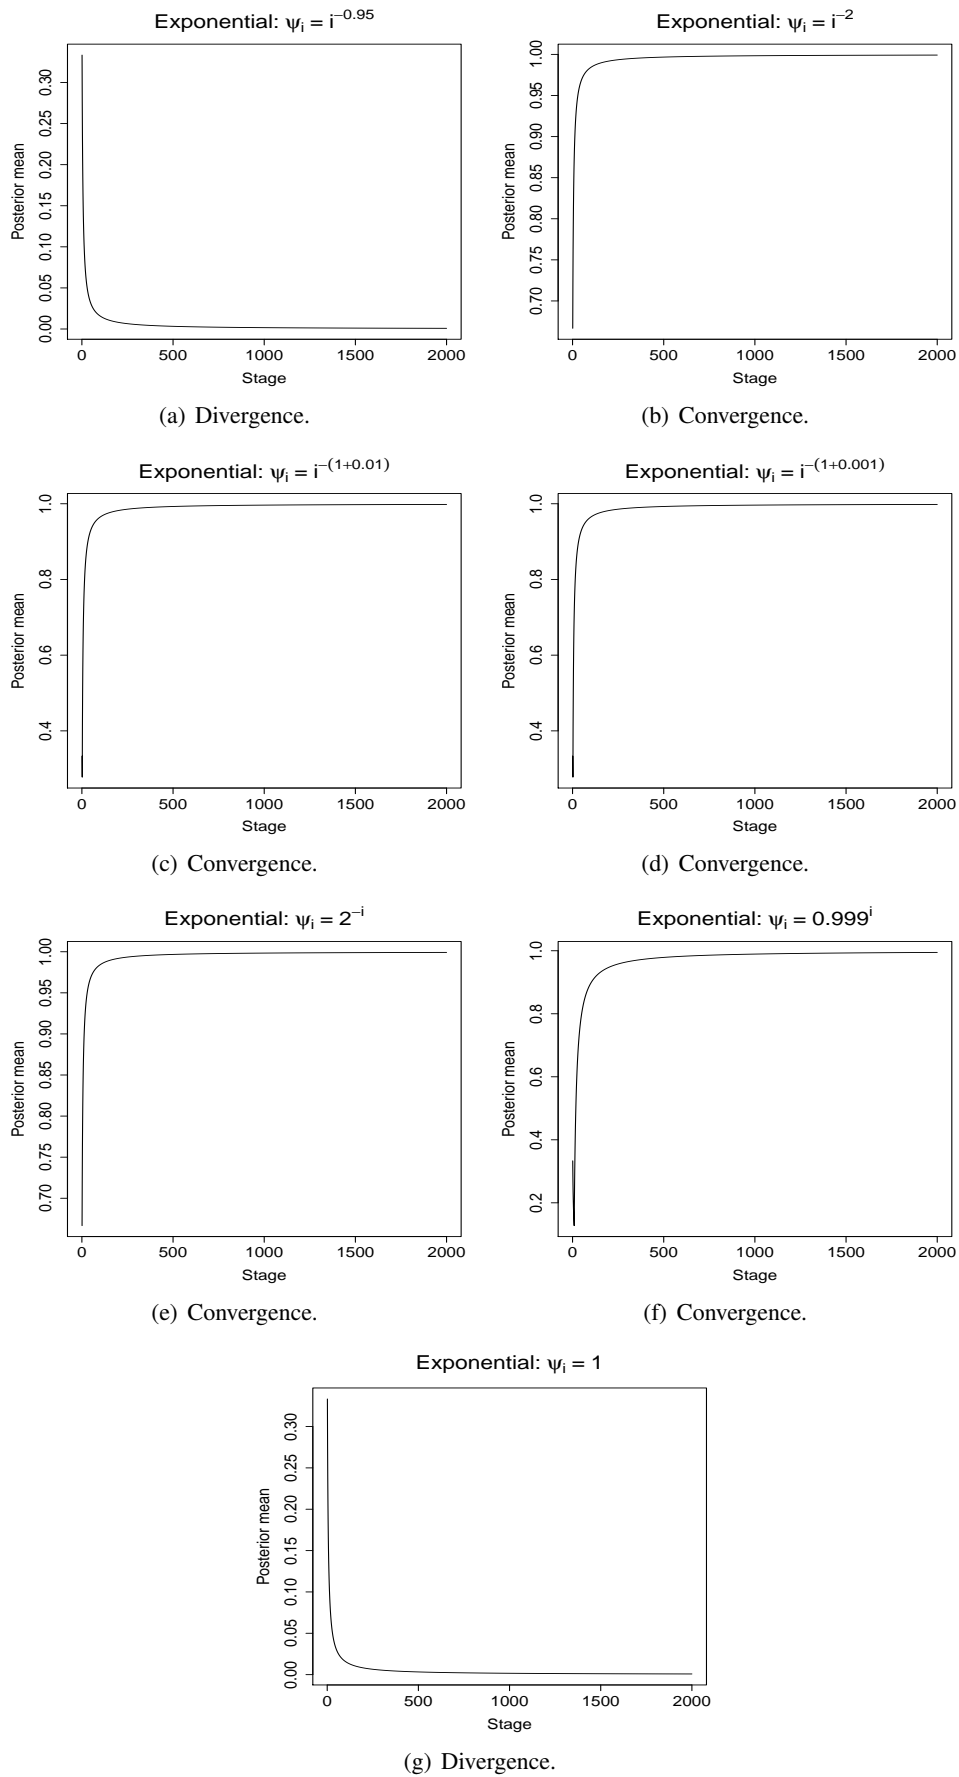 Exponential: ψi = i^−0.95
Posterior mean
0.00 0.05 0.10 0.15 0.20 0.25 0.30
0 500 1000 1500 2000
Stage
(a) Divergence.
Exponential: ψi = i^−2
Posterior mean
0.70 0.75 0.80 0.85 0.90 0.95 1.00
0 500 1000 1500 2000
Stage
(b) Convergence.
Exponential: ψi = i^−(1+0.01)
Posterior mean
0.4 0.6 0.8 1.0
0 500 1000 1500 2000
Stage
(c) Convergence.
Exponential: ψi = i^−(1+0.001)
Posterior mean
0.4 0.6 0.8 1.0
0 500 1000 1500 2000
Stage
(d) Convergence.
Exponential: ψi = 2^−i
Posterior mean
0.70 0.75 0.80 0.85 0.90 0.95 1.00
0 500 1000 1500 2000
Stage
(e) Convergence.
Exponential: ψi = 0.999^i
Posterior mean
0.2 0.4 0.6 0.8 1.0
0 500 1000 1500 2000
Stage
(f) Convergence.
Exponential: ψi = 1
Posterior mean
0.00 0.05 0.10 0.15 0.20 0.25 0.30
0 500 1000 1500 2000
Stage
(g) Divergence.